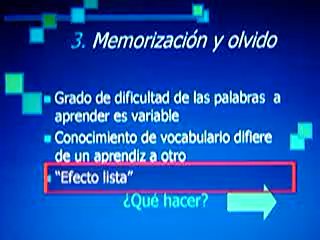 3. Memorización y olvido
Grado de dificultad de las palabras a
aprender es variable
Conocimiento de vocabulario difiere
de un aprendiz a otro
"Efecto lista"
¿Qué hacer?